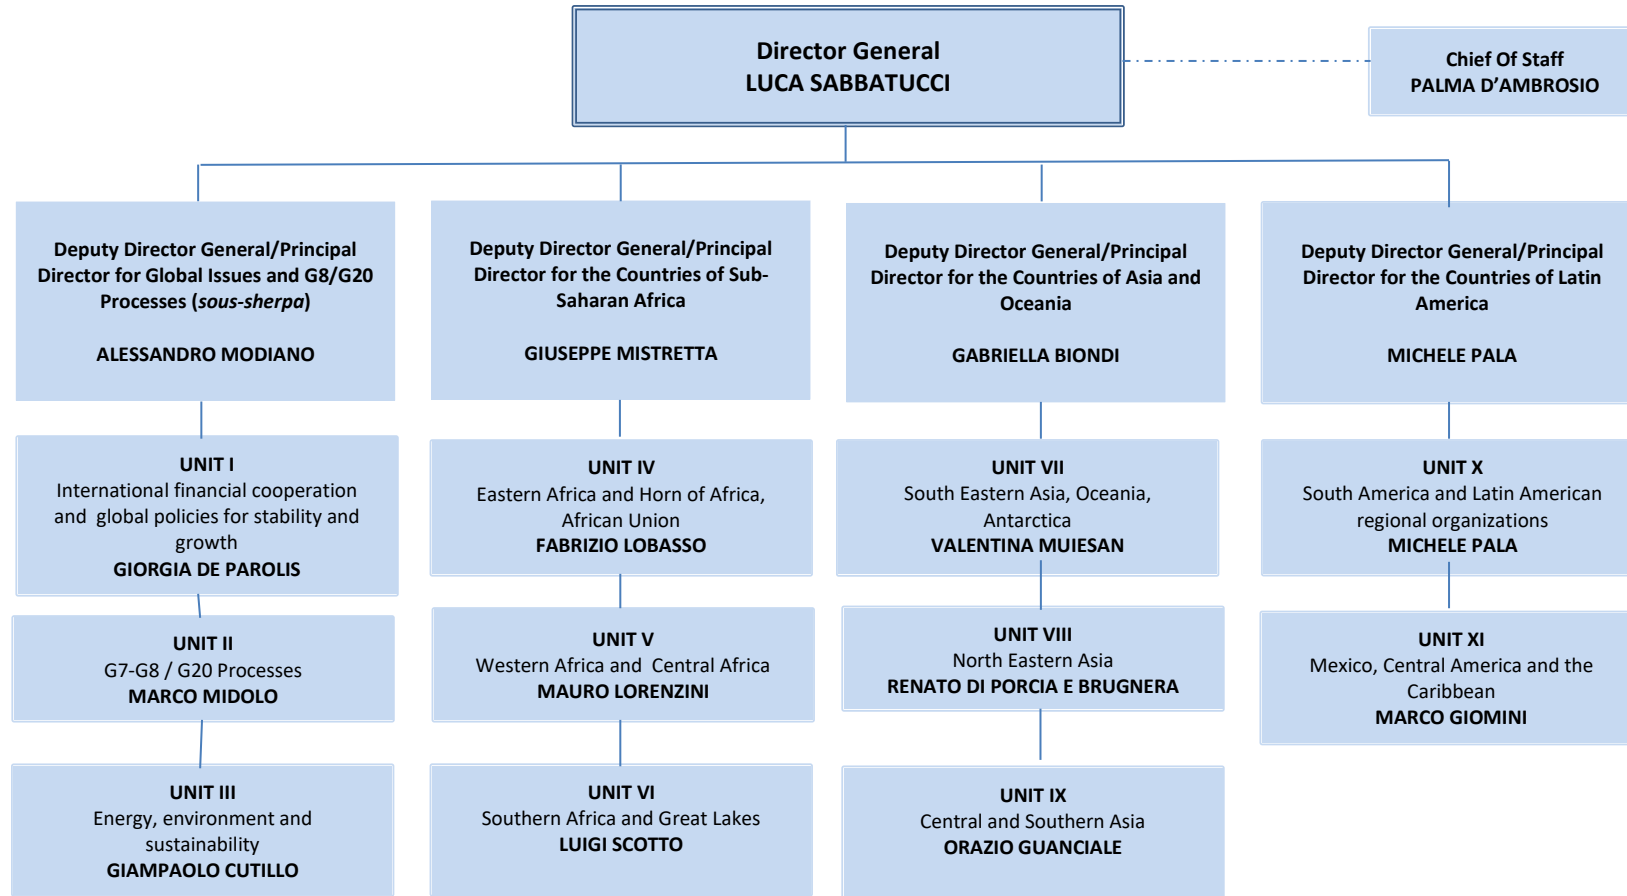 Director General
LUCA SABBATUCCI
Chief Of Staff
PALMA D’AMBROSIO
Deputy Director General/Principal
Director for Global Issues and G8/G20
Processes (sous-sherpa)
ALESSANDRO MODIANO
Deputy Director General/Principal
Director for the Countries of Sub-
Saharan Africa
GIUSEPPE MISTRETTA
Deputy Director General/Principal
Director for the Countries of Asia and
Oceania
GABRIELLA BIONDI
Deputy Director General/Principal
Director for the Countries of Latin
America
MICHELE PALA
UNIT I
International financial cooperation
and global policies for stability and
growth
GIORGIA DE PAROLIS
UNIT IV
Eastern Africa and Horn of Africa,
African Union
FABRIZIO LOBASSO
UNIT VII
South Eastern Asia, Oceania,
Antarctica
VALENTINA MUIESAN
UNIT X
South America and Latin American
regional organizations
MICHELE PALA
UNIT II
G7-G8 / G20 Processes
MARCO MIDOLO
UNIT V
Western Africa and Central Africa
MAURO LORENZINI
UNIT VIII
North Eastern Asia
RENATO DI PORCIA E BRUGNERA
UNIT XI
Mexico, Central America and the
Caribbean
MARCO GIOMINI
UNIT III
Energy, environment and
sustainability
GIAMPAOLO CUTILLO
UNIT VI
Southern Africa and Great Lakes
LUIGI SCOTTO
UNIT IX
Central and Southern Asia
ORAZIO GUANCIALE